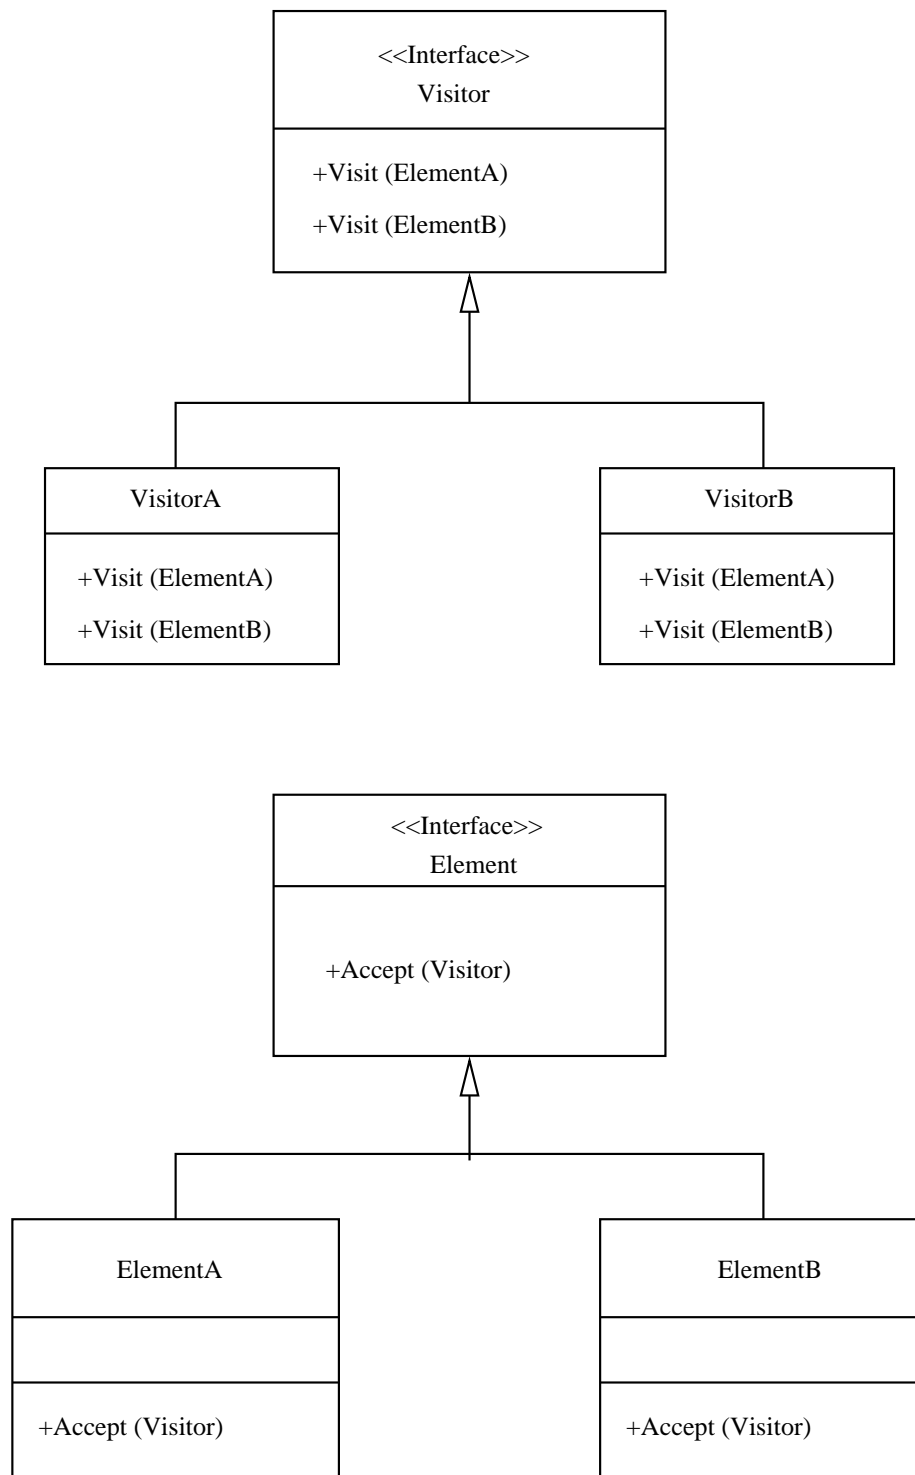 <<Interface>>
Visitor
+Visit (ElementA)
+Visit (ElementB)
VisitorA
+Visit (ElementA)
+Visit (ElementB)
VisitorB
+Visit (ElementA)
+Visit (ElementB)
<<Interface>>
Element
+Accept (Visitor)
ElementA
+Accept (Visitor)
ElementB
+Accept (Visitor)